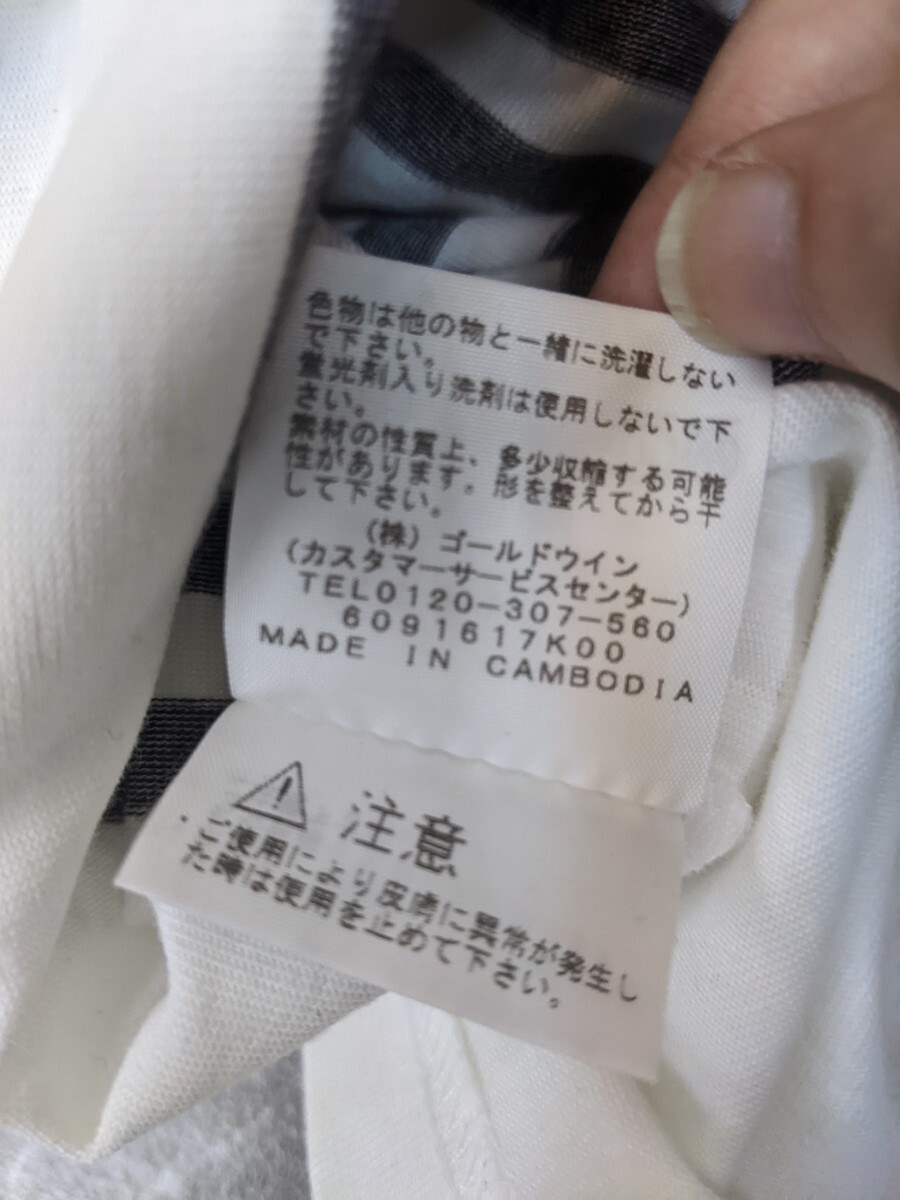 色物は他の物と一緒に洗濯しない
で下さい。
蛍光剤入り洗剤は使用しないで下
さい。
素材の性質上、多少収縮する可能
性があります。形を整えてから干
して下さい。
(株)ゴールドウイン
(カスタマーサービスセンター)
TEL0120-307-560
6091617K00
MADE IN CAMBODIA
注意
・ご使用により皮膚に異常が発生し
た時は使用を止めて下さい。